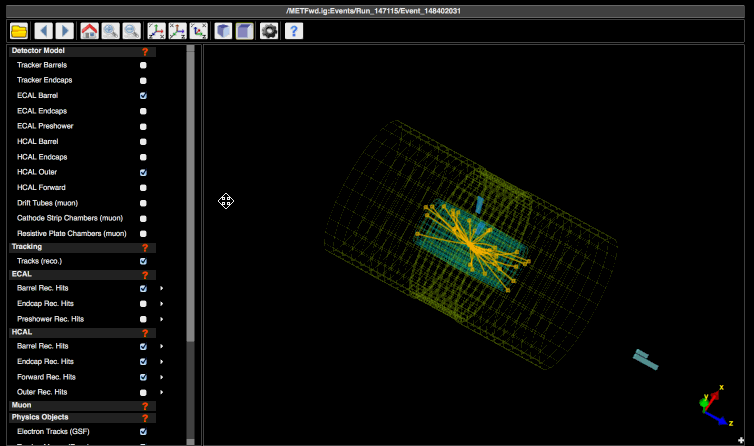 /METFwd.ig:Events/Run_147115/Event_148402031
?
Detector Model ?
Tracker Barrels
Tracker Endcaps
ECAL Barrel
ECAL Endcaps
ECAL Preshower
HCAL Barrel
HCAL Endcaps
HCAL Outer
HCAL Forward
Drift Tubes (muon)
Cathode Strip Chambers (muon)
Resistive Plate Chambers (muon)
Tracking ?
Tracks (reco.)
ECAL ?
Barrel Rec. Hits
Endcap Rec. Hits
Preshower Rec. Hits
HCAL ?
Barrel Rec. Hits
Endcap Rec. Hits
Forward Rec. Hits
Outer Rec. Hits
Muon ?
Physics Objects ?
Electron Tracks (GSF)
x
y
z